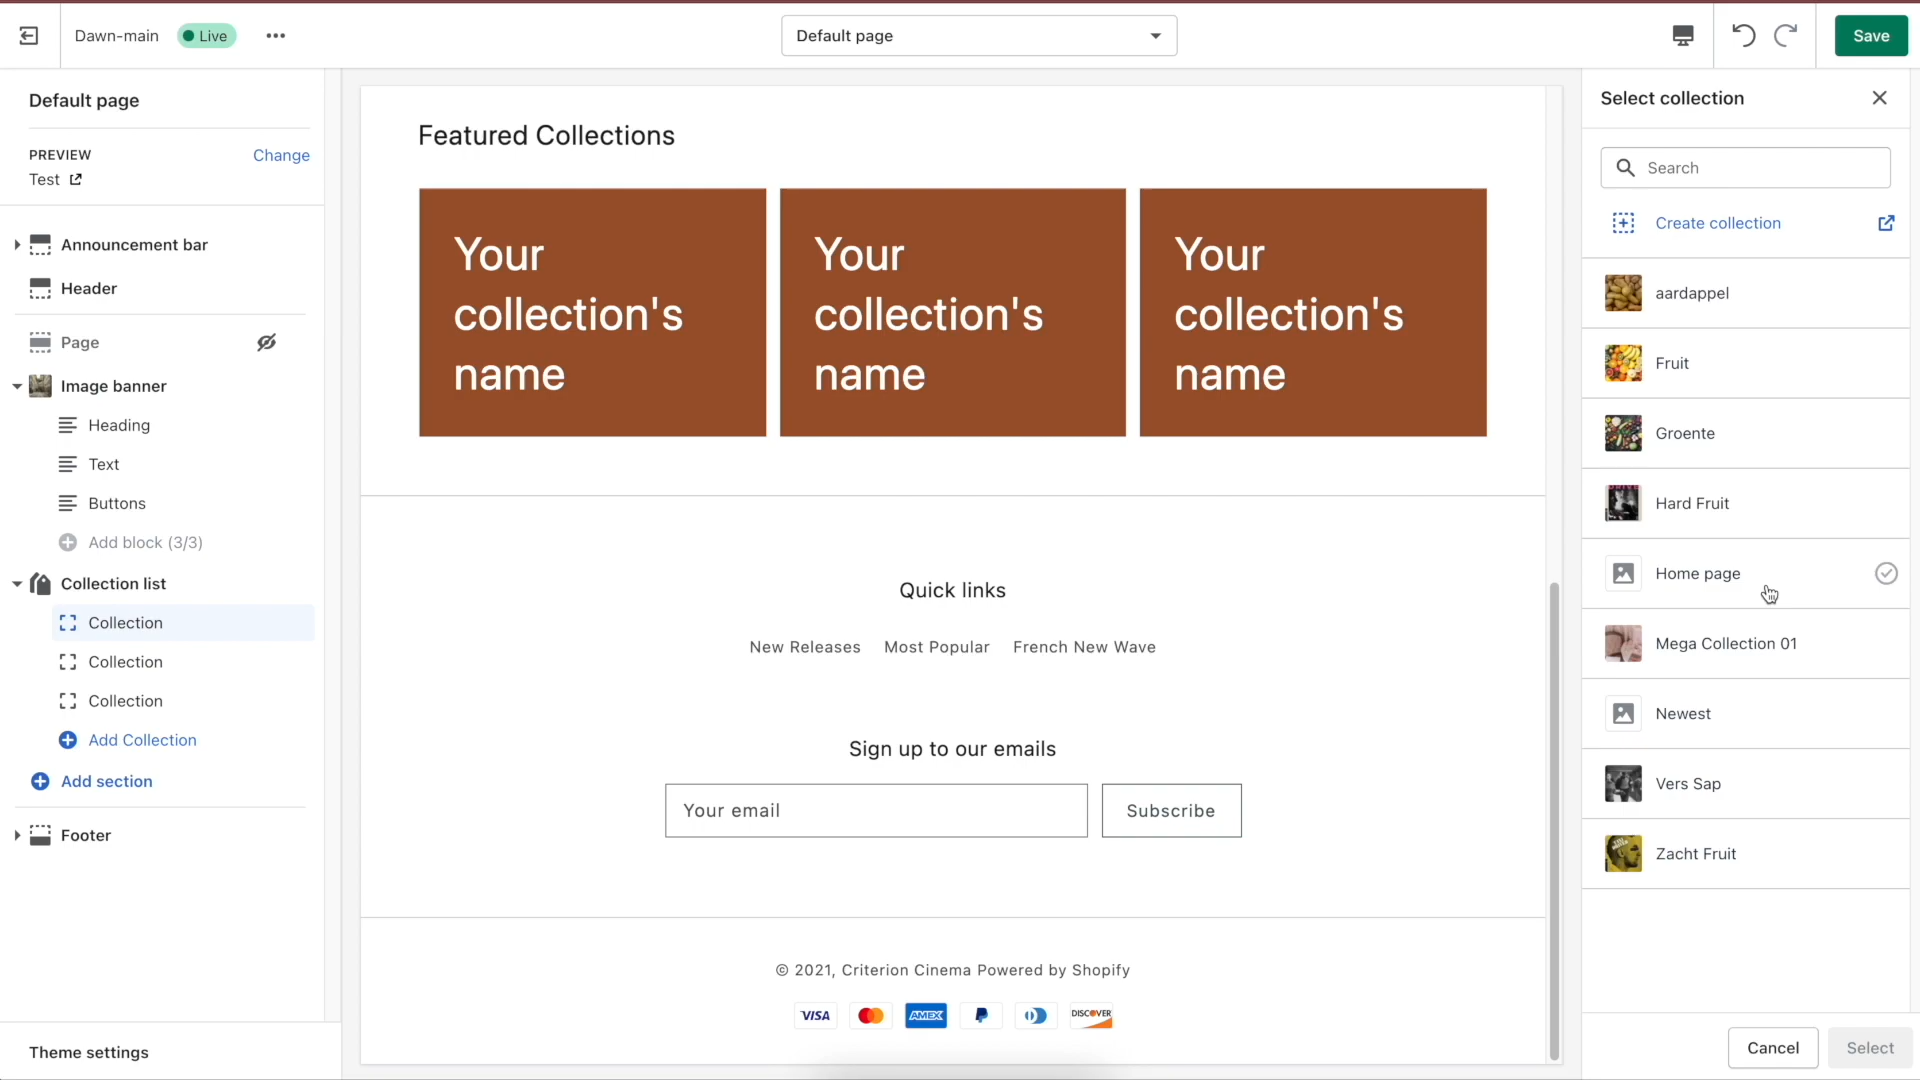 Dawn-main
Live
Default page
Save
Default page
PREVIEW
Change
Test
Announcement bar
Header
Page
Image banner
Heading
Text
Buttons
Add block (3/3)
Collection list
Collection
Collection
Collection
Add Collection
Add section
Footer
Theme settings
Featured Collections
Your
collection's
name
Your
collection's
name
Your
collection's
name
Quick links
New Releases Most Popular French New Wave
Sign up to our emails
Your email
Subscribe
© 2021, Criterion Cinema Powered by Shopify
VISA
AMEX
DISCOVER
Select collection
Search
Create collection
aardappel
Fruit
Groente
Hard Fruit
Home page
Mega Collection 01
Newest
Vers Sap
Zacht Fruit
Cancel
Select